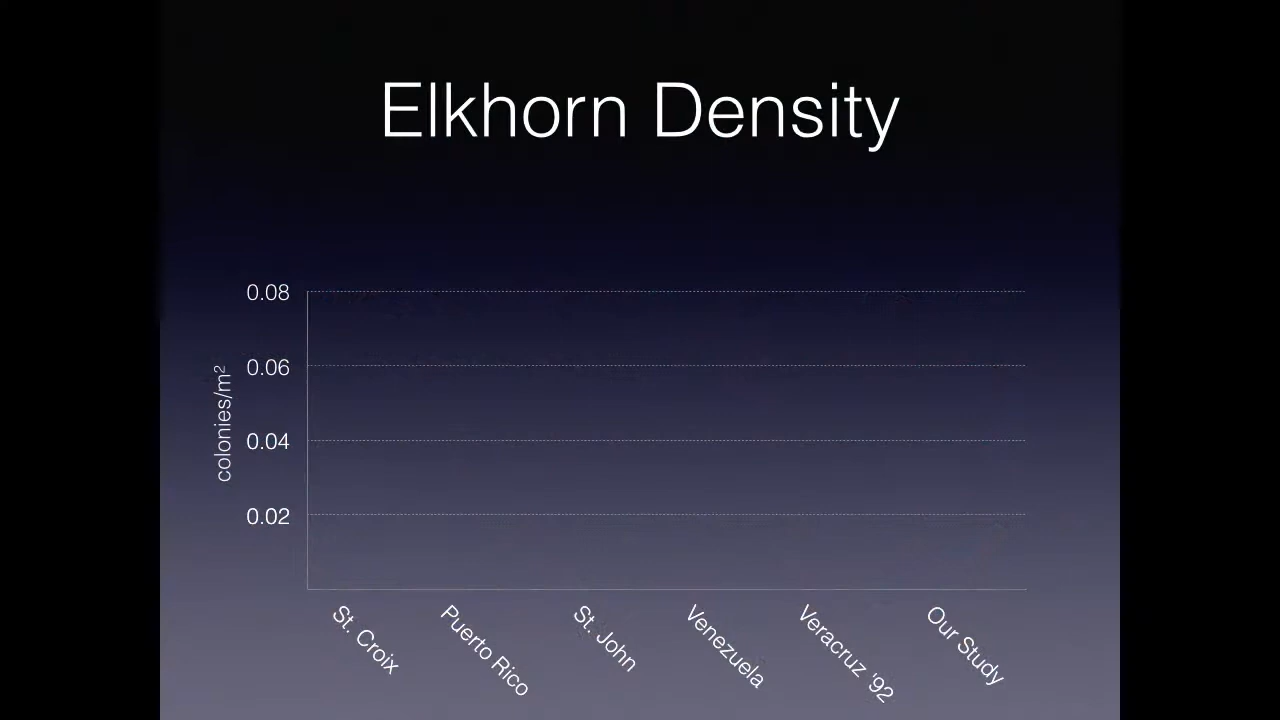 Elkhorn Density
0.08
0.06
0.04
0.02
colonies/m²
St. Croix
Puerto Rico
St. John
Venezuela
Veracruz '92
Our Study